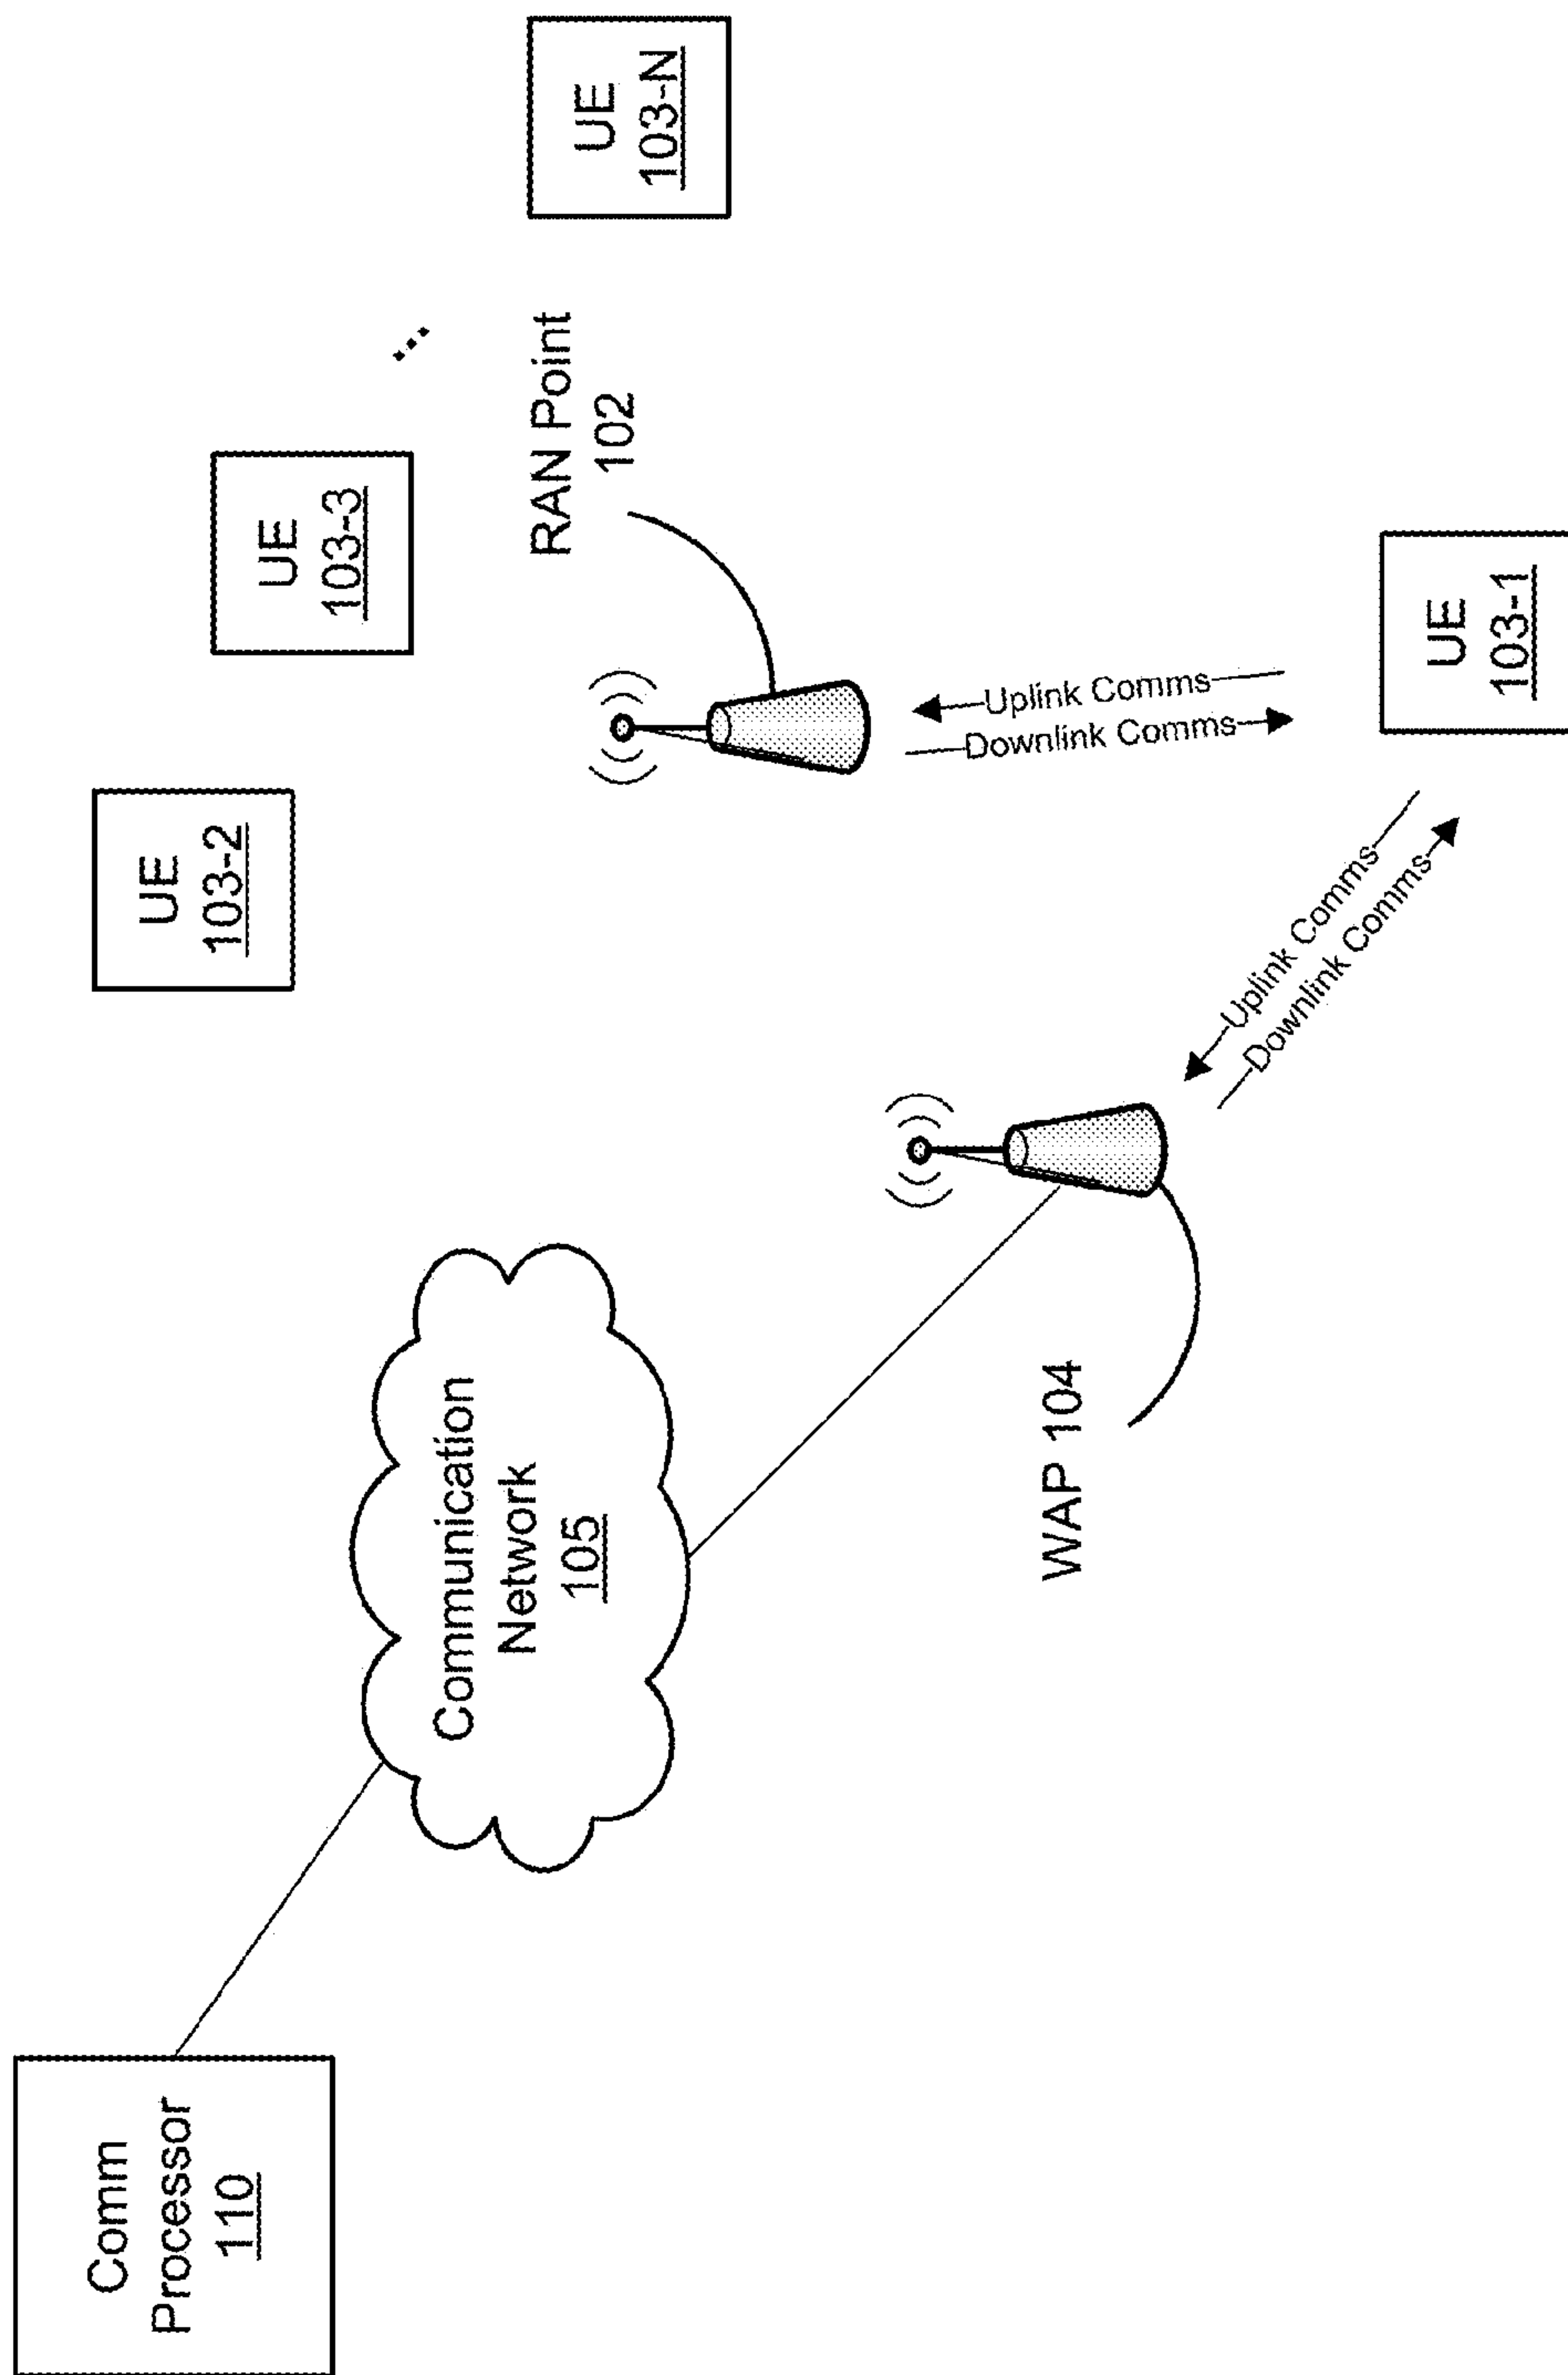 Comm
Processor
110
Communication
Network
105
WAP 104
UE
103-2
UE
103-3
...
UE
103-N
RAN Point
102
Uplink Comms
Downlink Comms
Uplink Comms
Downlink Comms
UE
103-1